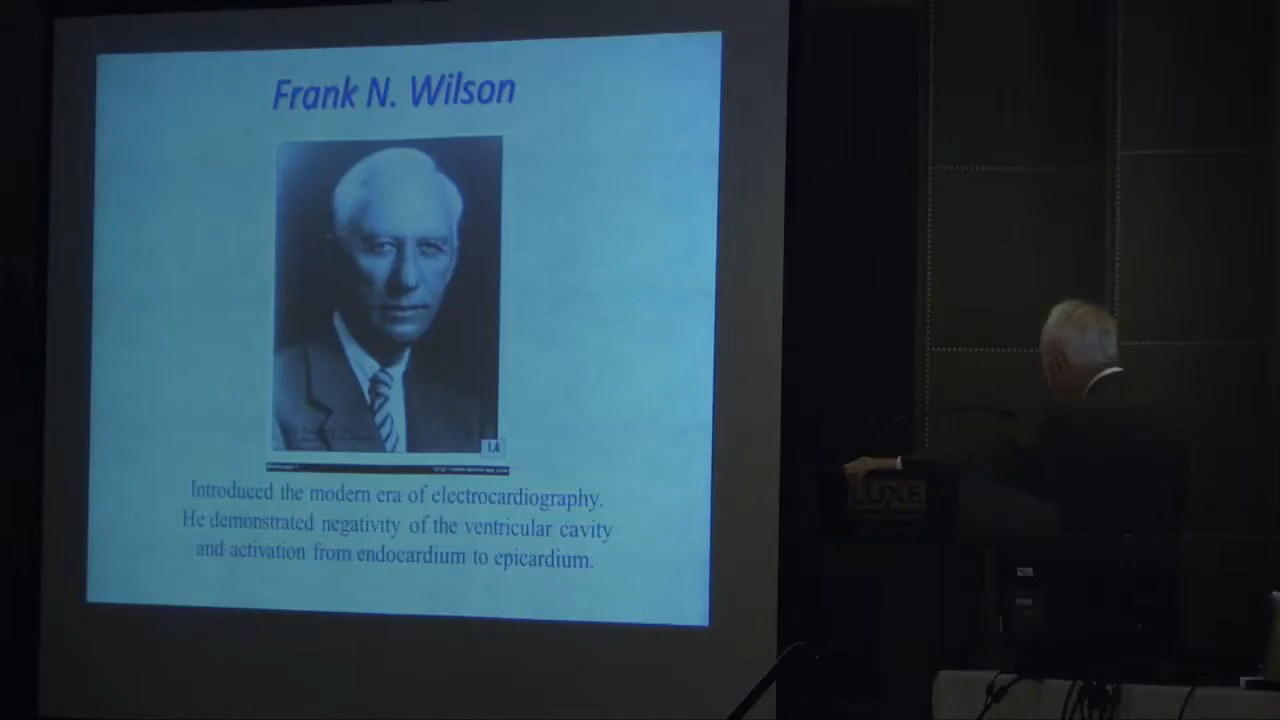 Frank N. Wilson
14
Introduced the modern era of electrocardiography.
He demonstrated negativity of the ventricular cavity
and activation from endocardium to epicardium.
LUXE